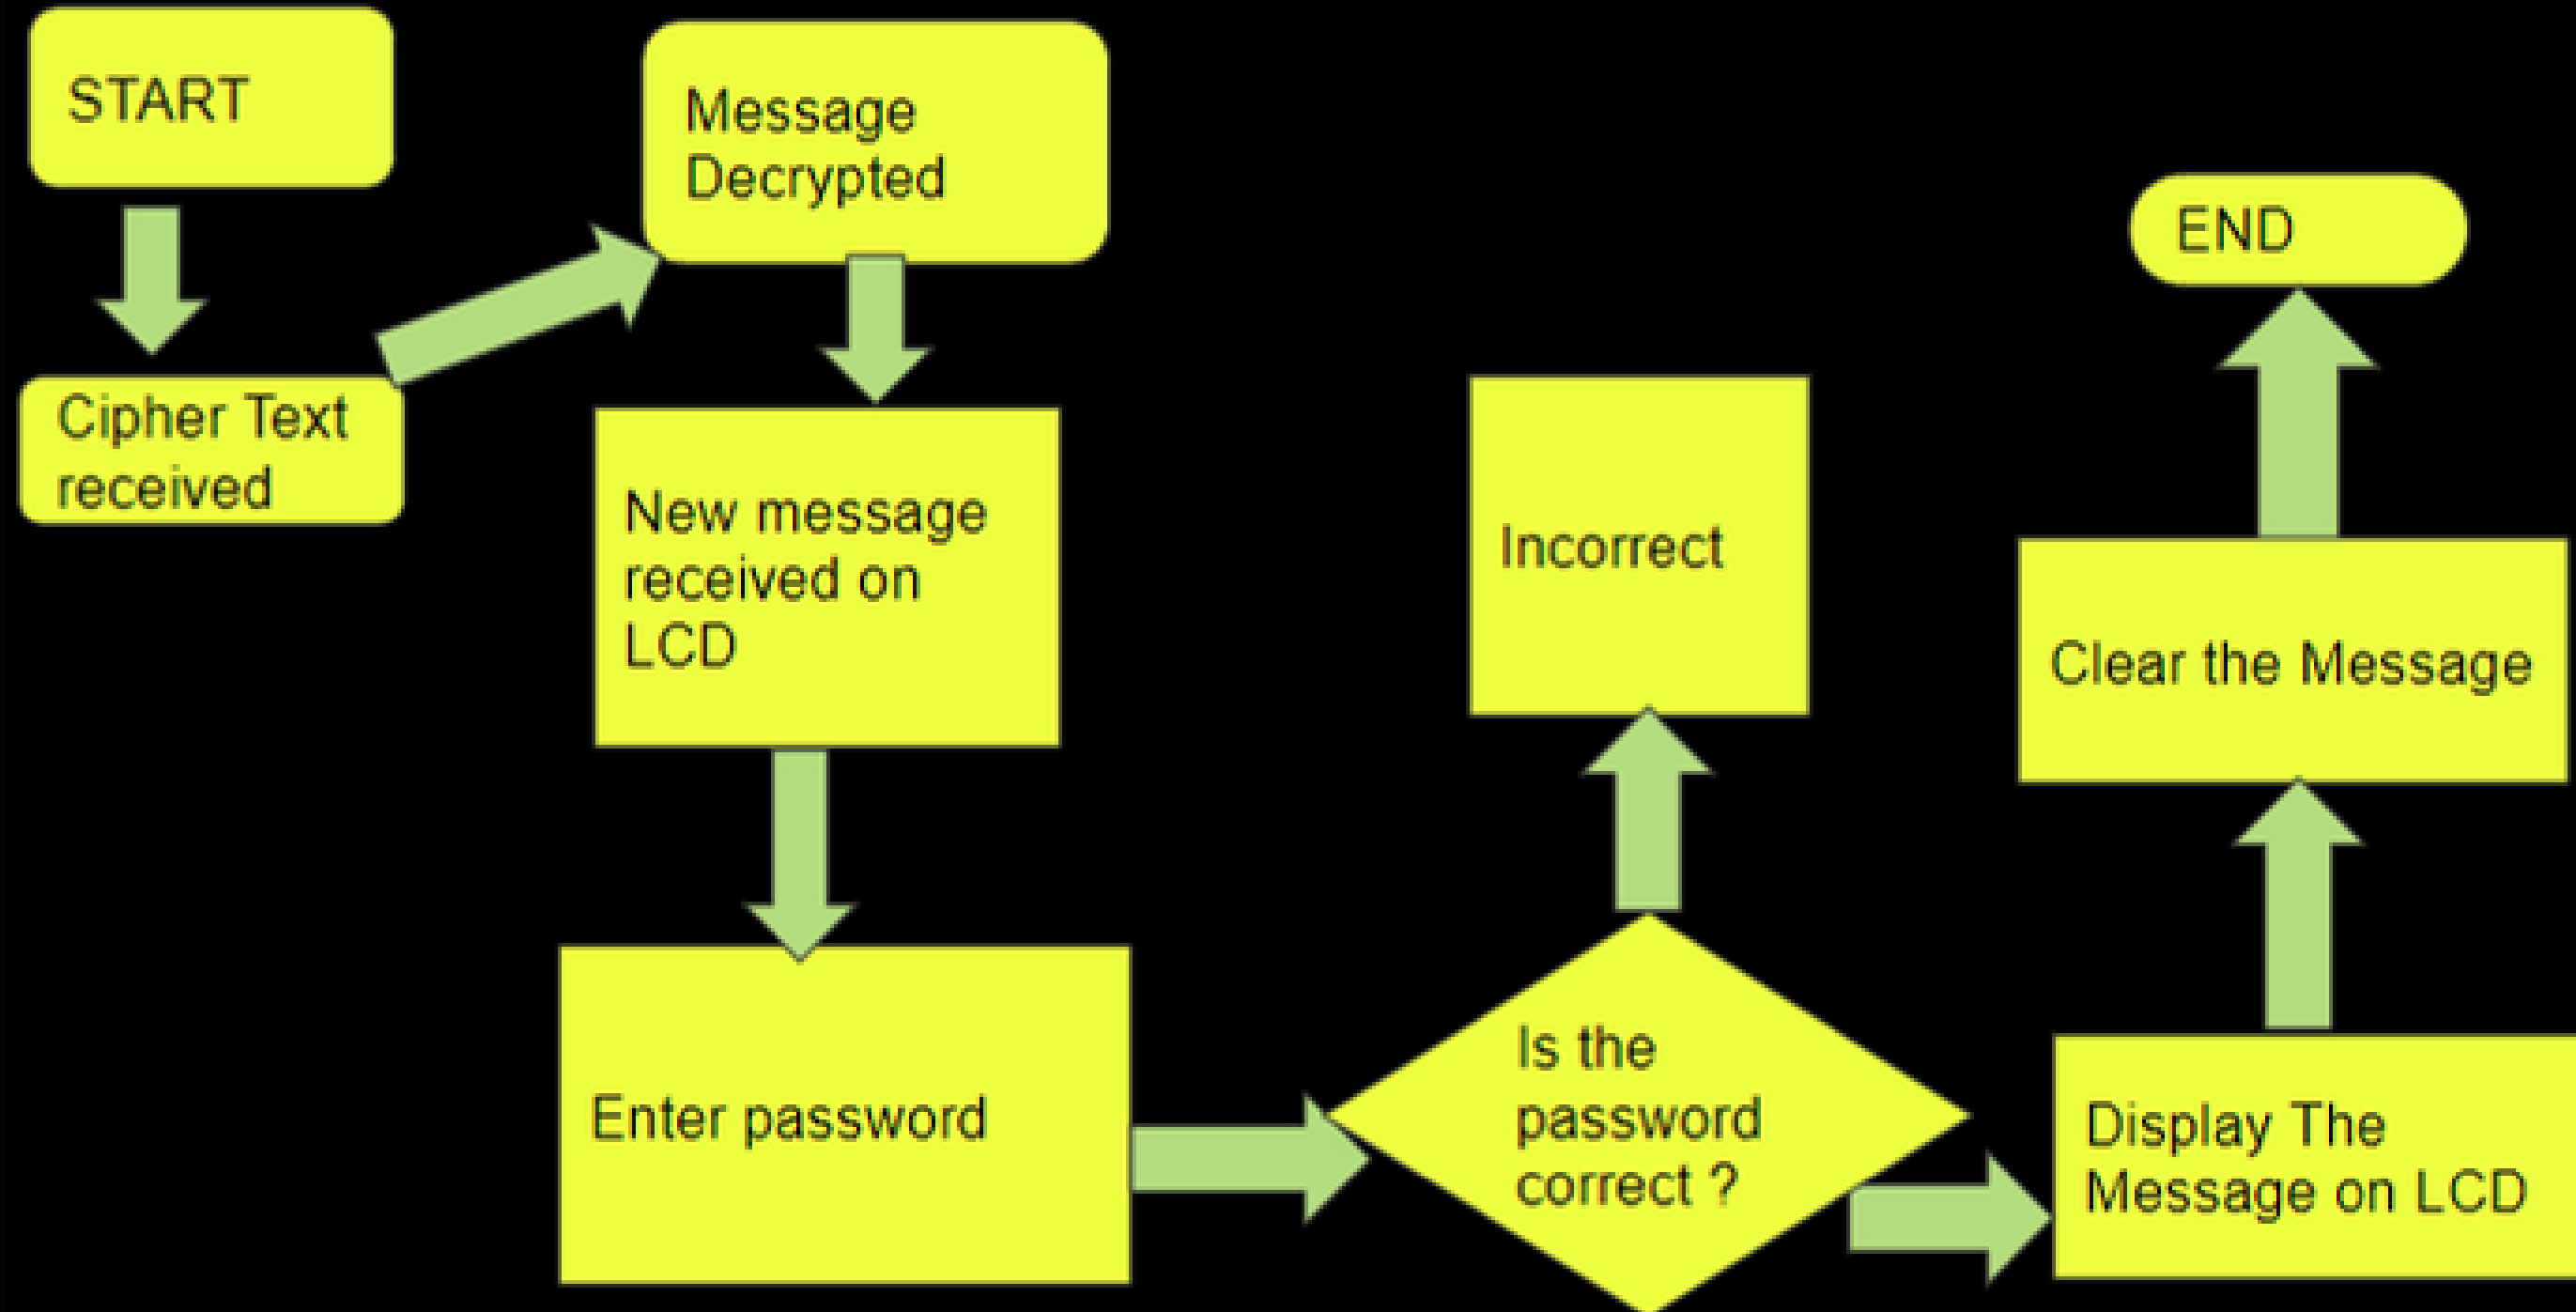 START
Cipher Text
received
Message
Decrypted
New message
received on
LCD
Enter password
Is the
password
correct ?
Incorrect
Display The
Message on LCD
Clear the Message
END